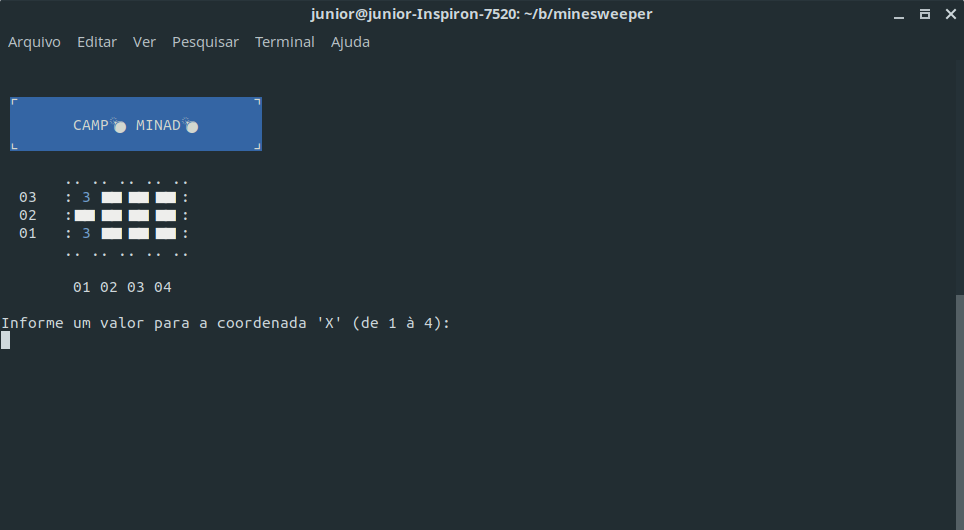 junior@junior-Inspiron-7520: ~/b/minesweeper
Arquivo Editar Ver Pesquisar Terminal Ajuda
CAMP💣 MINAD💣
.. .. .. .. ..
03 : 3 ██ ██ ██ :
02 :██ ██ ██ ██ :
01 : 3 ██ ██ ██ :
.. .. .. .. ..
01 02 03 04
Informe um valor para a coordenada 'X' (de 1 à 4):